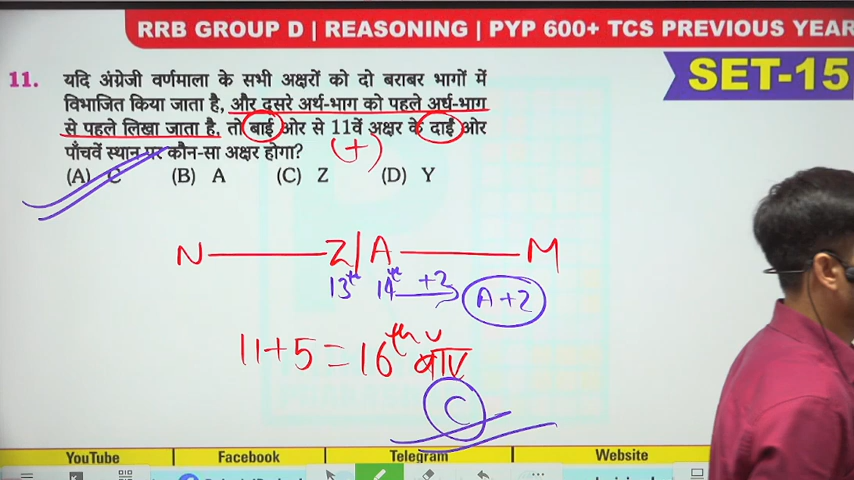 RRB GROUP D | REASONING | PYP 600+ TCS PREVIOUS YEAR
SET-15
11. यदि अंग्रेजी वर्णमाला के सभी अक्षरों को दो बराबर भागों में
विभाजित किया जाता है, और दूसरे अर्ध-भाग को पहले अर्ध-भाग
से पहले लिखा जाता है, तो बाईं ओर से 11वें अक्षर के दाईं ओर
पाँचवें स्थान पर कौन-सा अक्षर होगा?
(+)
(A) C (B) A (C) Z (D) Y
N Z | A M
13th 14th +2 A+2
11+5=16th बाँए
C
YouTube | Facebook | Telegram | Website